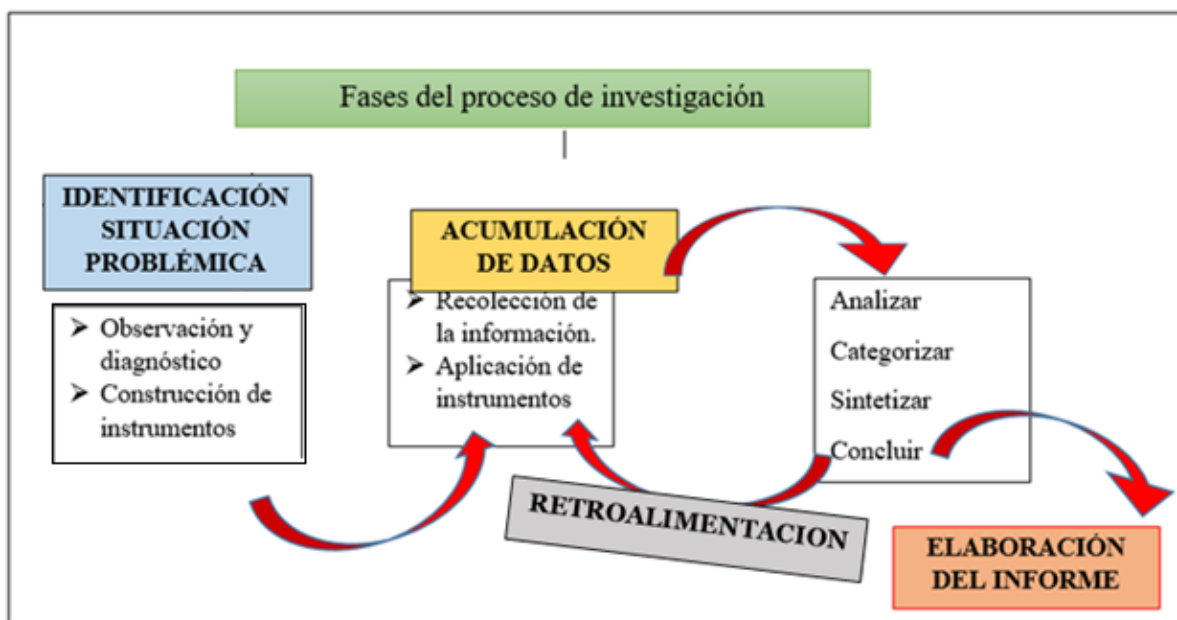 Fases del proceso de investigación
IDENTIFICACIÓN
SITUACIÓN
PROBLÉMICA
➢ Observación y
diagnóstico
➢ Construcción de
instrumentos
ACUMULACIÓN
DE DATOS
➢ Recolección de
la información.
➢ Aplicación de
instrumentos
Analizar
Categorizar
Sintetizar
Concluir
RETROALIMENTACION
ELABORACIÓN
DEL INFORME